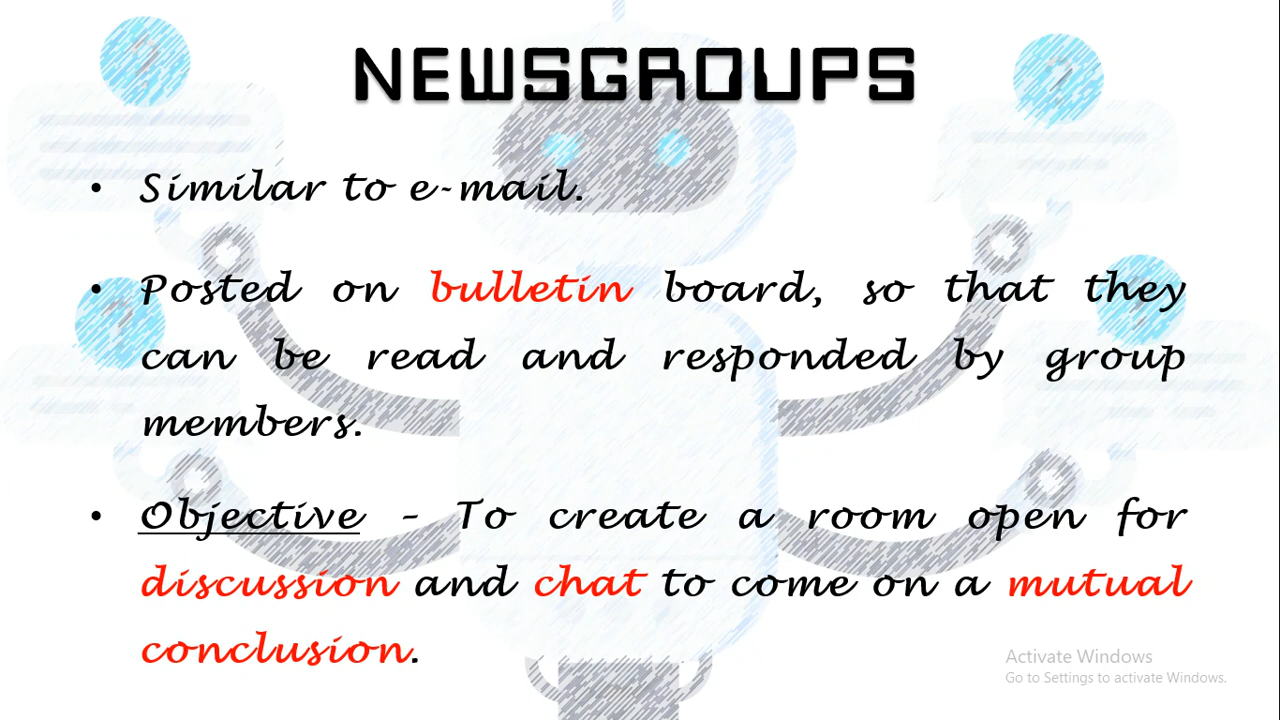 NEWSGROUPS
• Similar to e-mail.
• Posted on bulletin board, so that they
can be read and responded by group
members.
• Objective – To create a room open for
discussion and chat to come on a mutual
conclusion.
Activate Windows
Go to Settings to activate Windows.